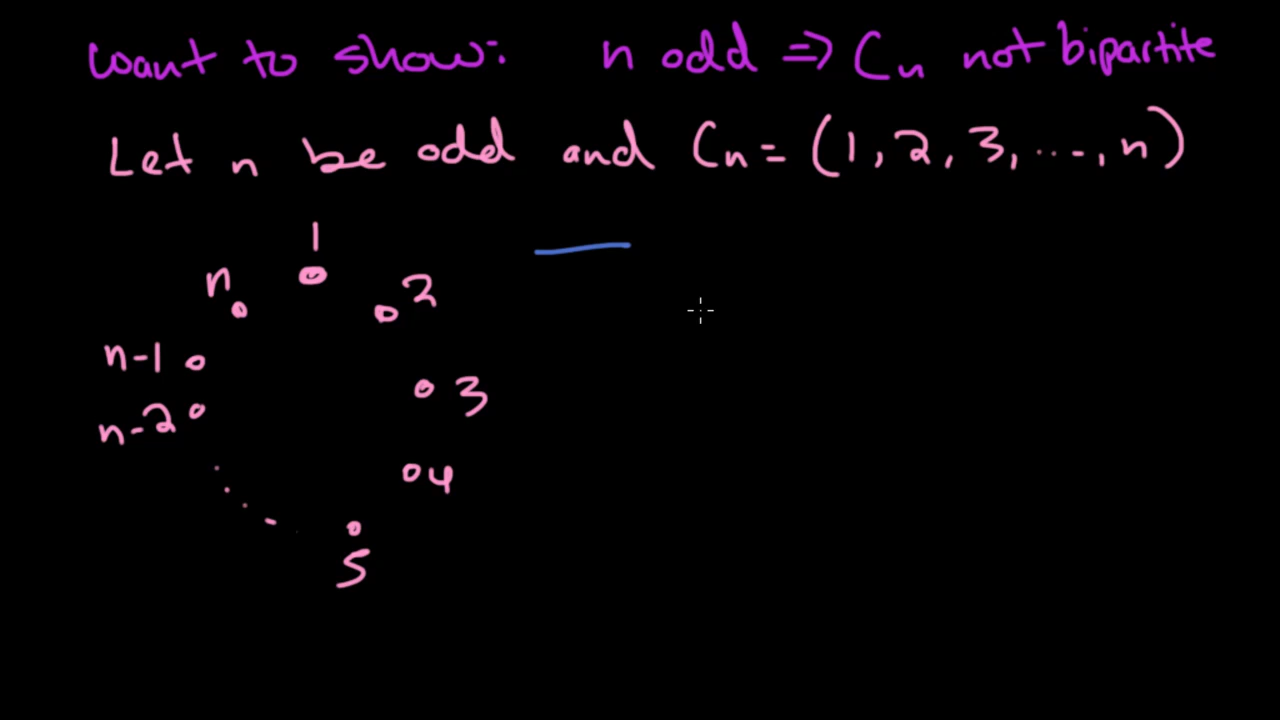 want to show: n odd ⇒ Cn not bipartite
Let n be odd and Cn = (1, 2, 3, ..., n)
1
n
2
n-1
3
n-2
4
5